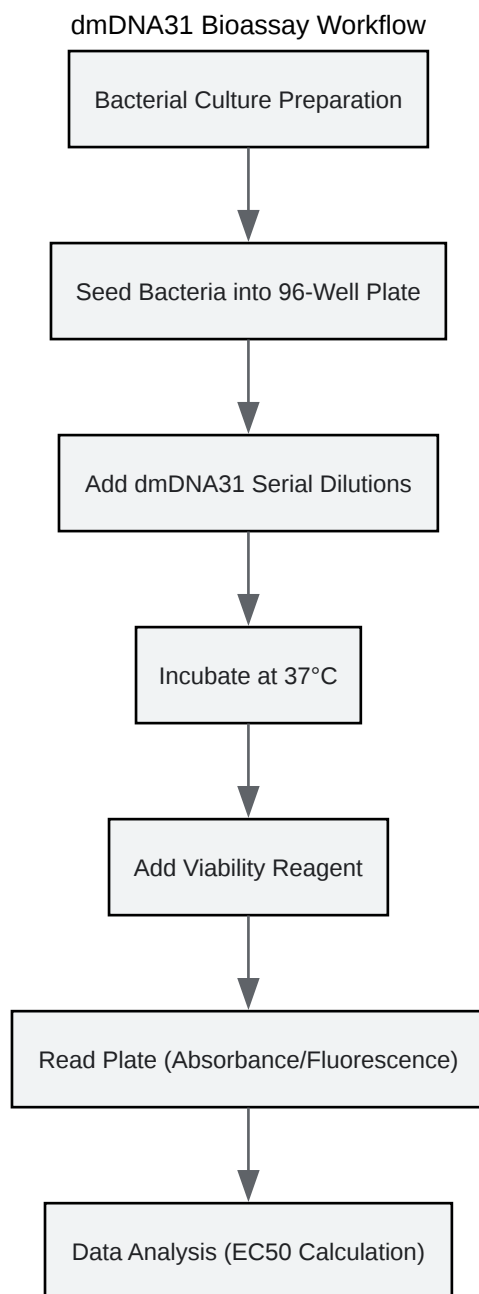 dmDNA31 Bioassay Workflow
Bacterial Culture Preparation
Seed Bacteria into 96-Well Plate
Add dmDNA31 Serial Dilutions
Incubate at 37°C
Add Viability Reagent
Read Plate (Absorbance/Fluorescence)
Data Analysis (EC50 Calculation)